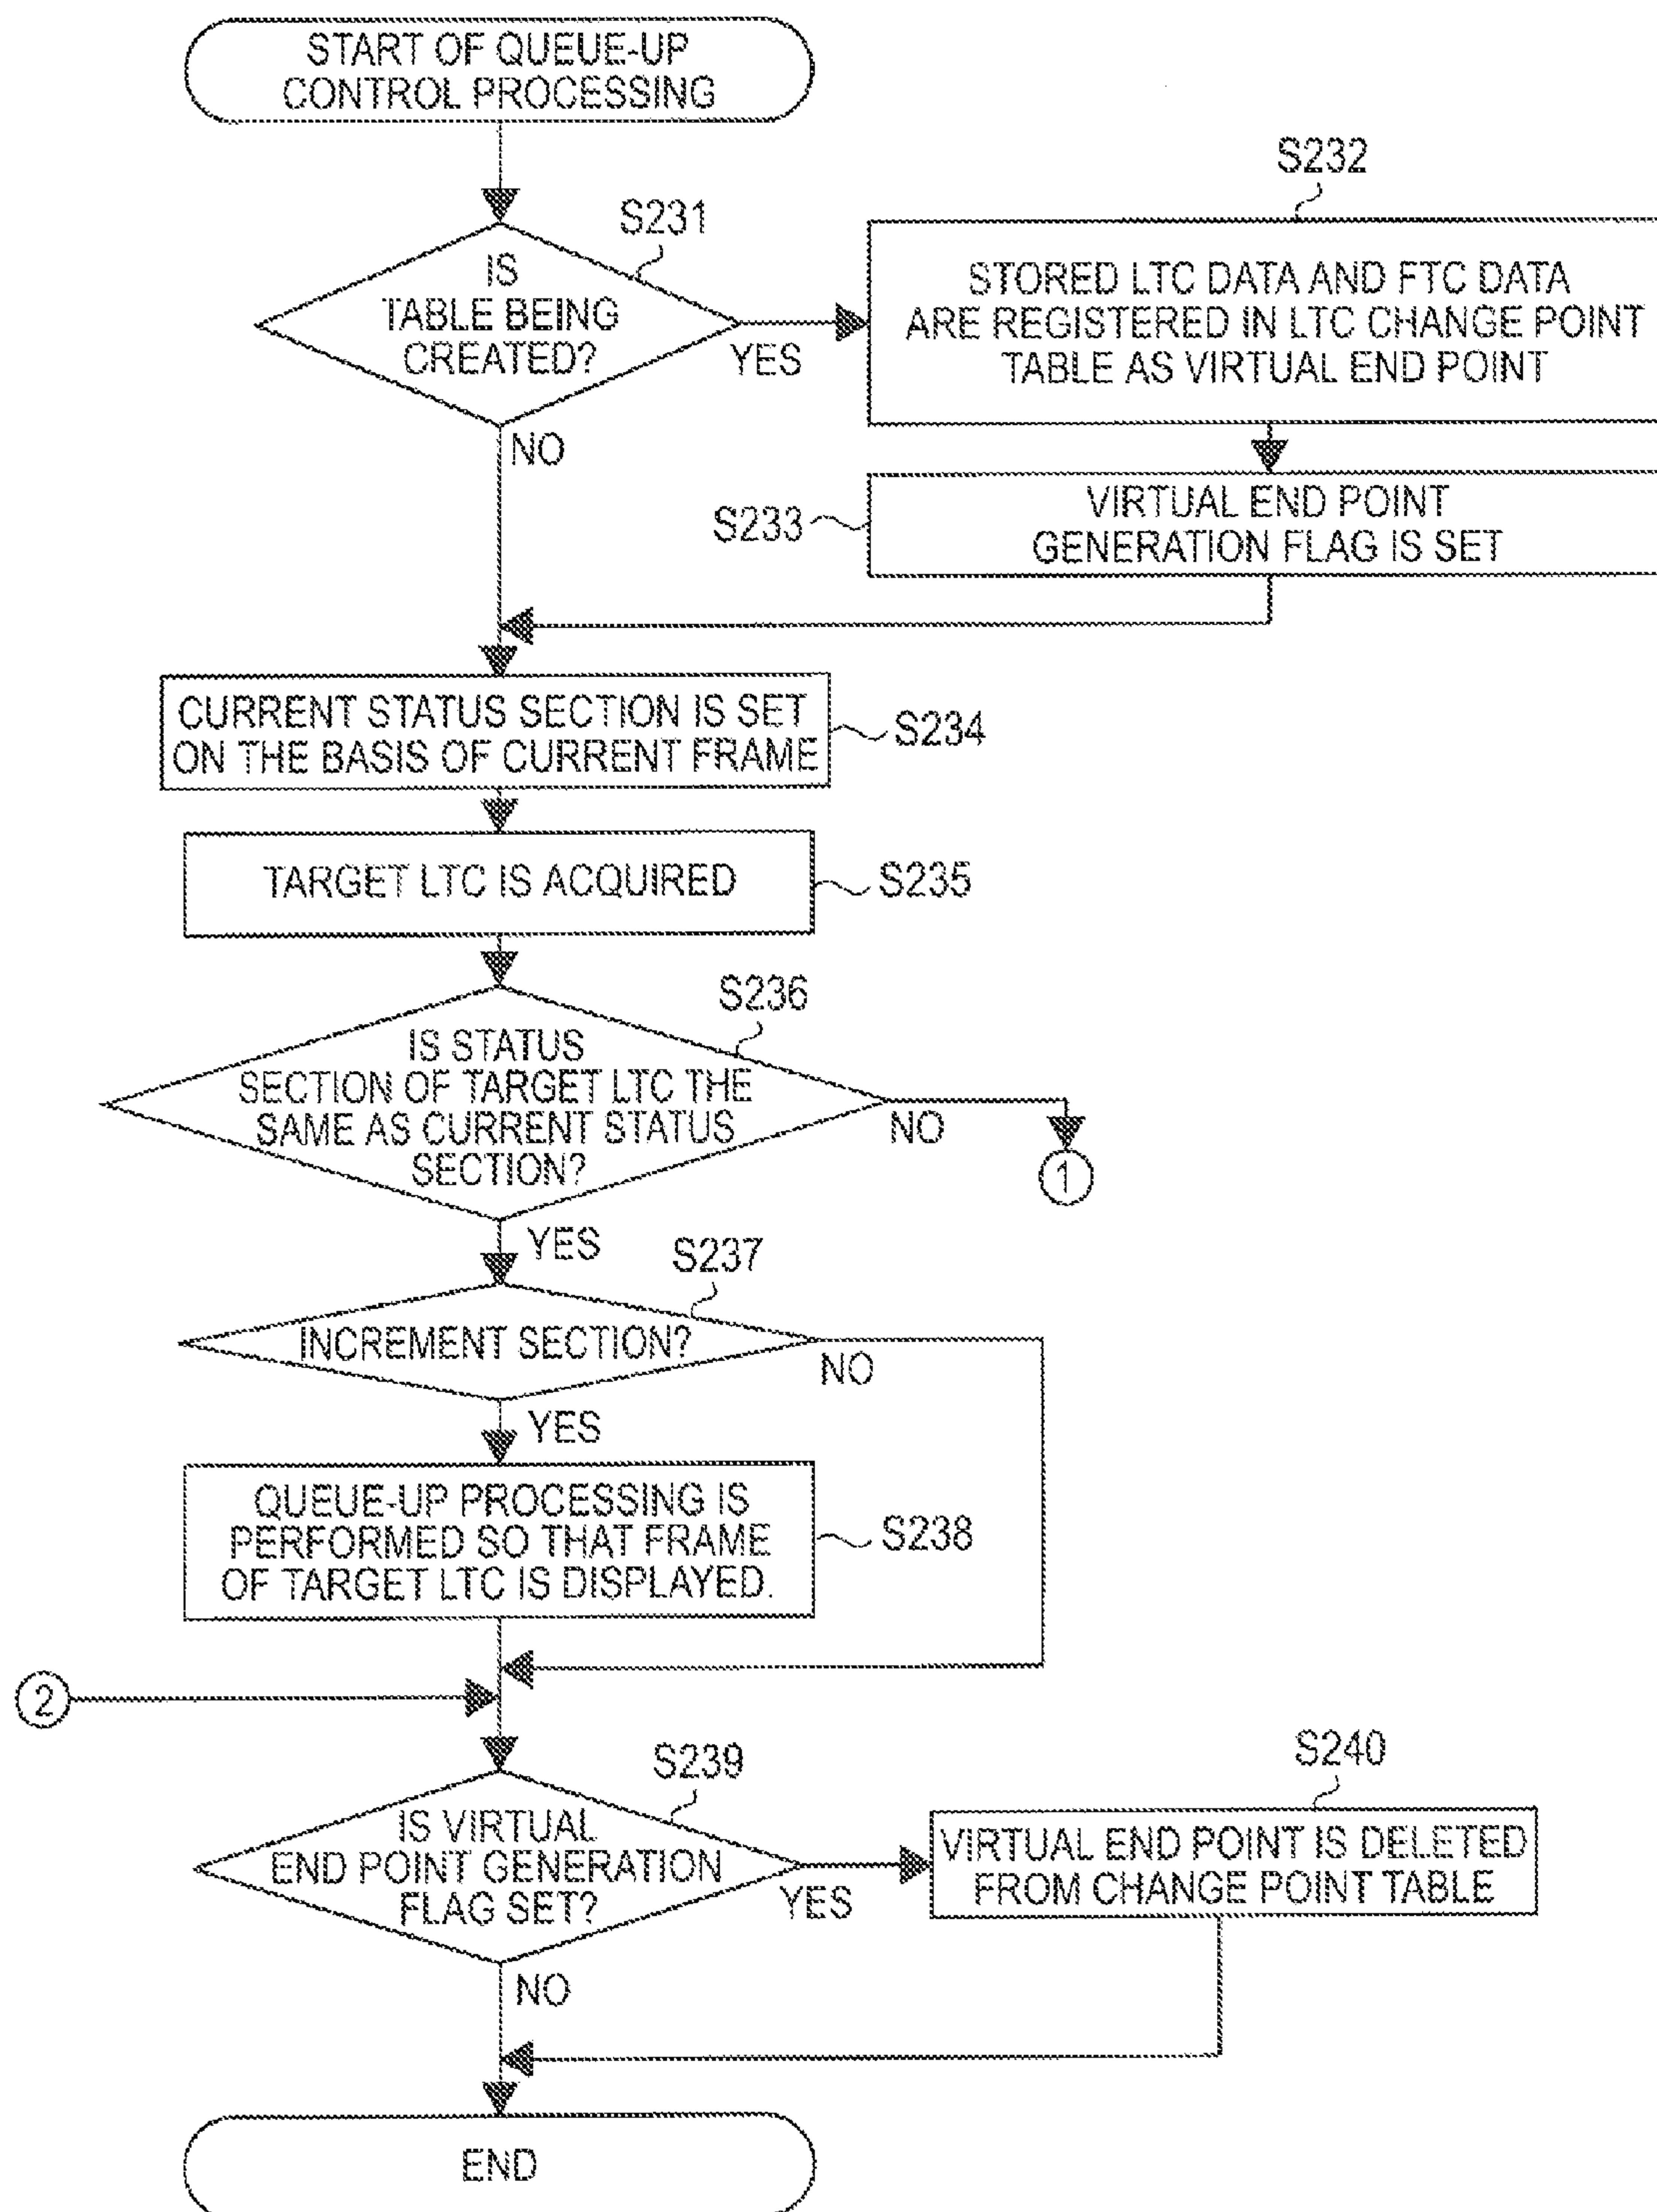 START OF QUEUE-UP
CONTROL PROCESSING
S231
IS
TABLE BEING
CREATED?
YES
NO
S232
STORED LTC DATA AND FTC DATA
ARE REGISTERED IN LTC CHANGE POINT
TABLE AS VIRTUAL END POINT
S233
VIRTUAL END POINT
GENERATION FLAG IS SET
CURRENT STATUS SECTION IS SET
ON THE BASIS OF CURRENT FRAME
S234
TARGET LTC IS ACQUIRED
S235
S236
IS STATUS
SECTION OF TARGET LTC THE
SAME AS CURRENT STATUS
SECTION?
NO
1
YES
S237
INCREMENT SECTION?
NO
YES
QUEUE-UP PROCESSING IS
PERFORMED SO THAT FRAME
OF TARGET LTC IS DISPLAYED.
S238
2
S239
IS VIRTUAL
END POINT GENERATION
FLAG SET?
YES
NO
S240
VIRTUAL END POINT IS DELETED
FROM CHANGE POINT TABLE
END